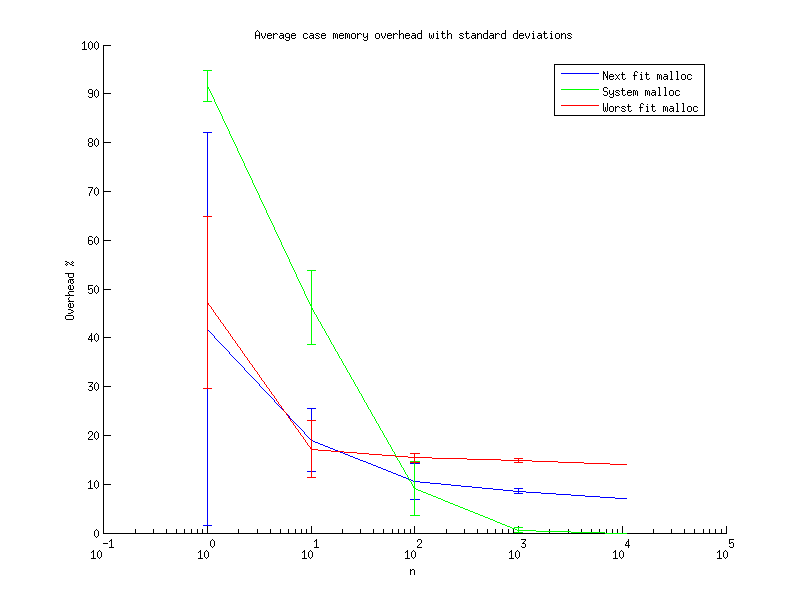 Average case memory overhead with standard deviations
Next fit malloc
System malloc
Worst fit malloc
Overhead %
100
90
80
70
60
50
40
30
20
10
0
10^-1 10^0 10^1 10^2 10^3 10^4 10^5
n